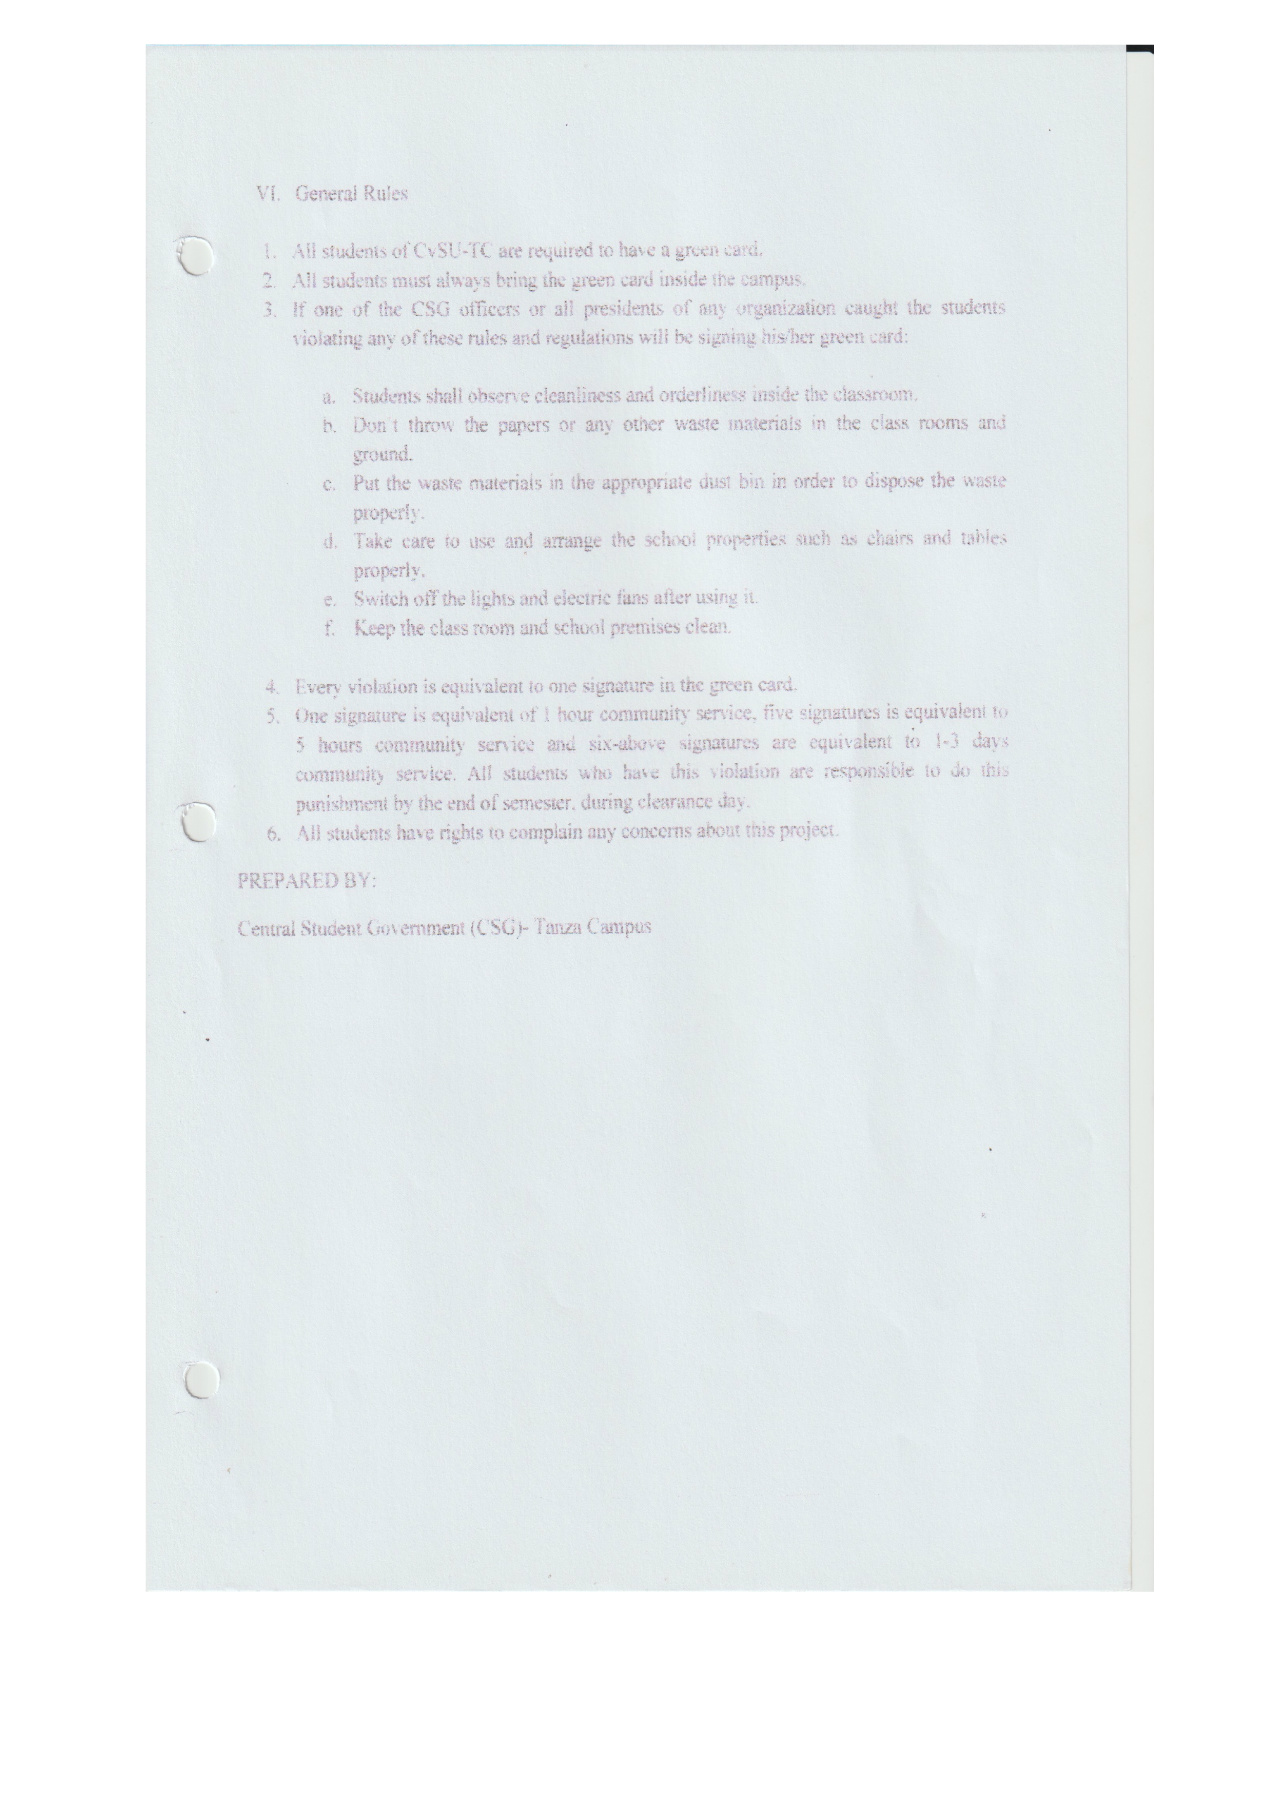 VI. General Rules
1. All students of CvSU-TC are required to have a green card.
2. All students must always bring the green card inside the campus.
3. If one of the CSG officers or all presidents of any organization caught the students
violating any of these rules and regulations will be signing his/her green card:
a. Students shall observe cleanliness and orderliness inside the classroom.
b. Don't throw the papers or any other waste materials in the class rooms and
ground.
c. Put the waste materials in the appropriate dust bin in order to dispose the waste
properly.
d. Take care to use and arrange the school properties such as chairs and tables
properly.
e. Switch off the lights and electric fans after using it.
f. Keep the class room and school premises clean.
4. Every violation is equivalent to one signature in the green card.
5. One signature is equivalent of 1 hour community service, five signatures is equivalent to
5 hours community service and six-above signatures are equivalent to 1-3 days
community service. All students who have this violation are responsible to do this
punishment by the end of semester, during clearance day.
6. All students have rights to complain any concerns about this project.
PREPARED BY:
Central Student Government (CSG)- Tanza Campus